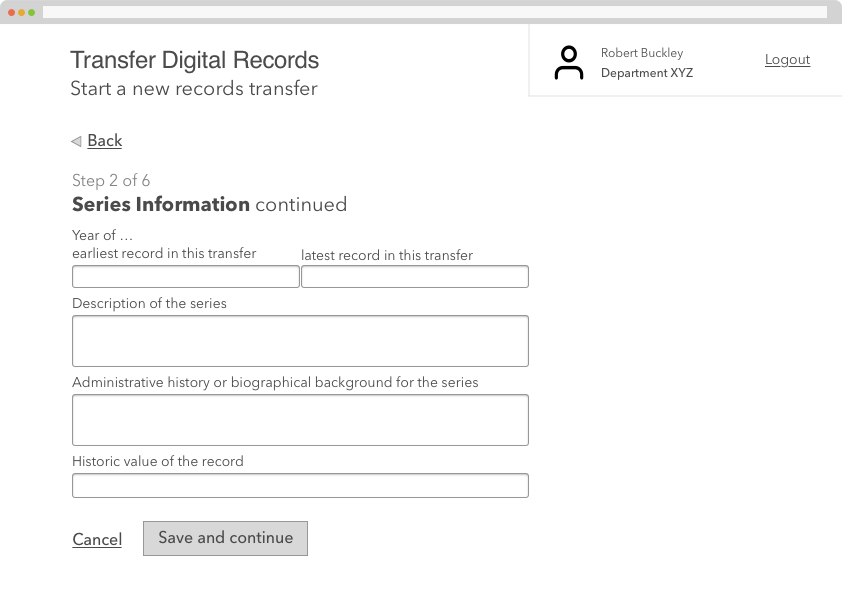 Transfer Digital Records
Start a new records transfer
Robert Buckley
Department XYZ
Logout
Back
Step 2 of 6
Series Information continued
Year of …
earliest record in this transfer
latest record in this transfer
Description of the series
Administrative history or biographical background for the series
Historic value of the record
Cancel
Save and continue